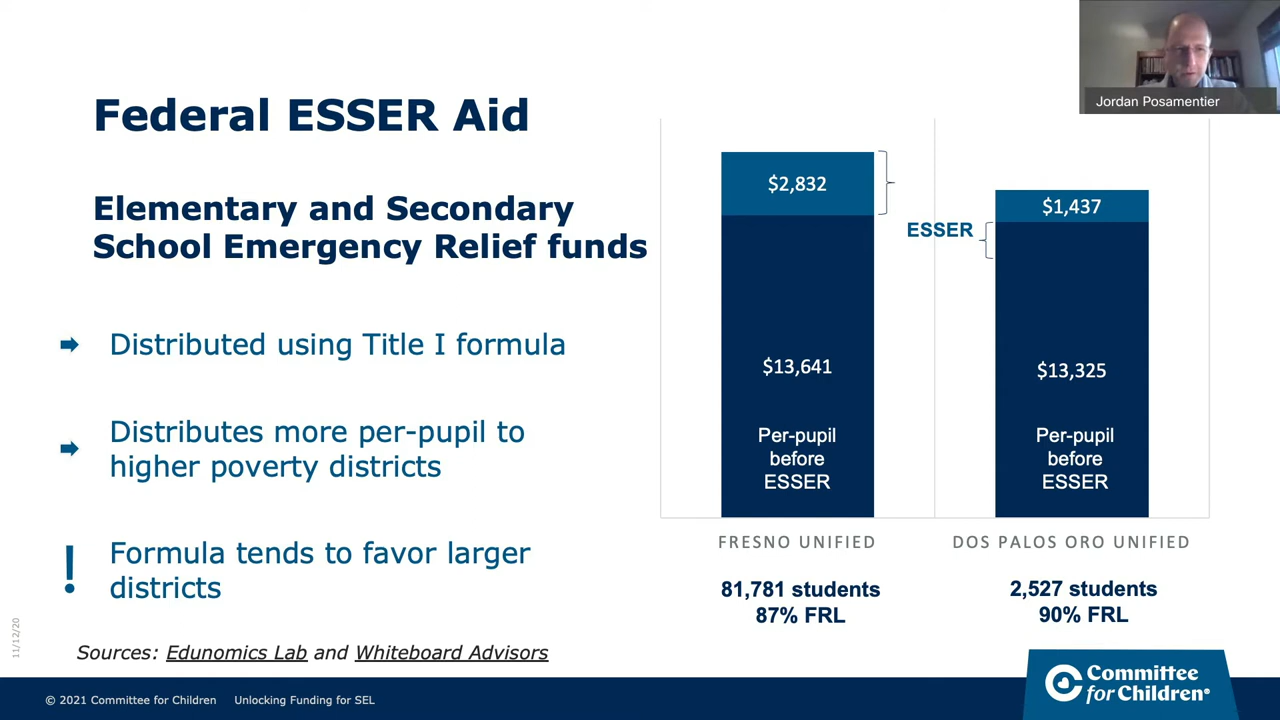 Jordan Posamentier
Federal ESSER Aid
Elementary and Secondary
School Emergency Relief funds
Distributed using Title I formula
Distributes more per-pupil to
higher poverty districts
! Formula tends to favor larger
districts
Sources: Edunomics Lab and Whiteboard Advisors
$2,832
$13,641
Per-pupil
before
ESSER
ESSER
$1,437
$13,325
Per-pupil
before
ESSER
FRESNO UNIFIED
81,781 students
87% FRL
DOS PALOS ORO UNIFIED
2,527 students
90% FRL
11/12/20
© 2021 Committee for Children Unlocking Funding for SEL
Committee
for Children®